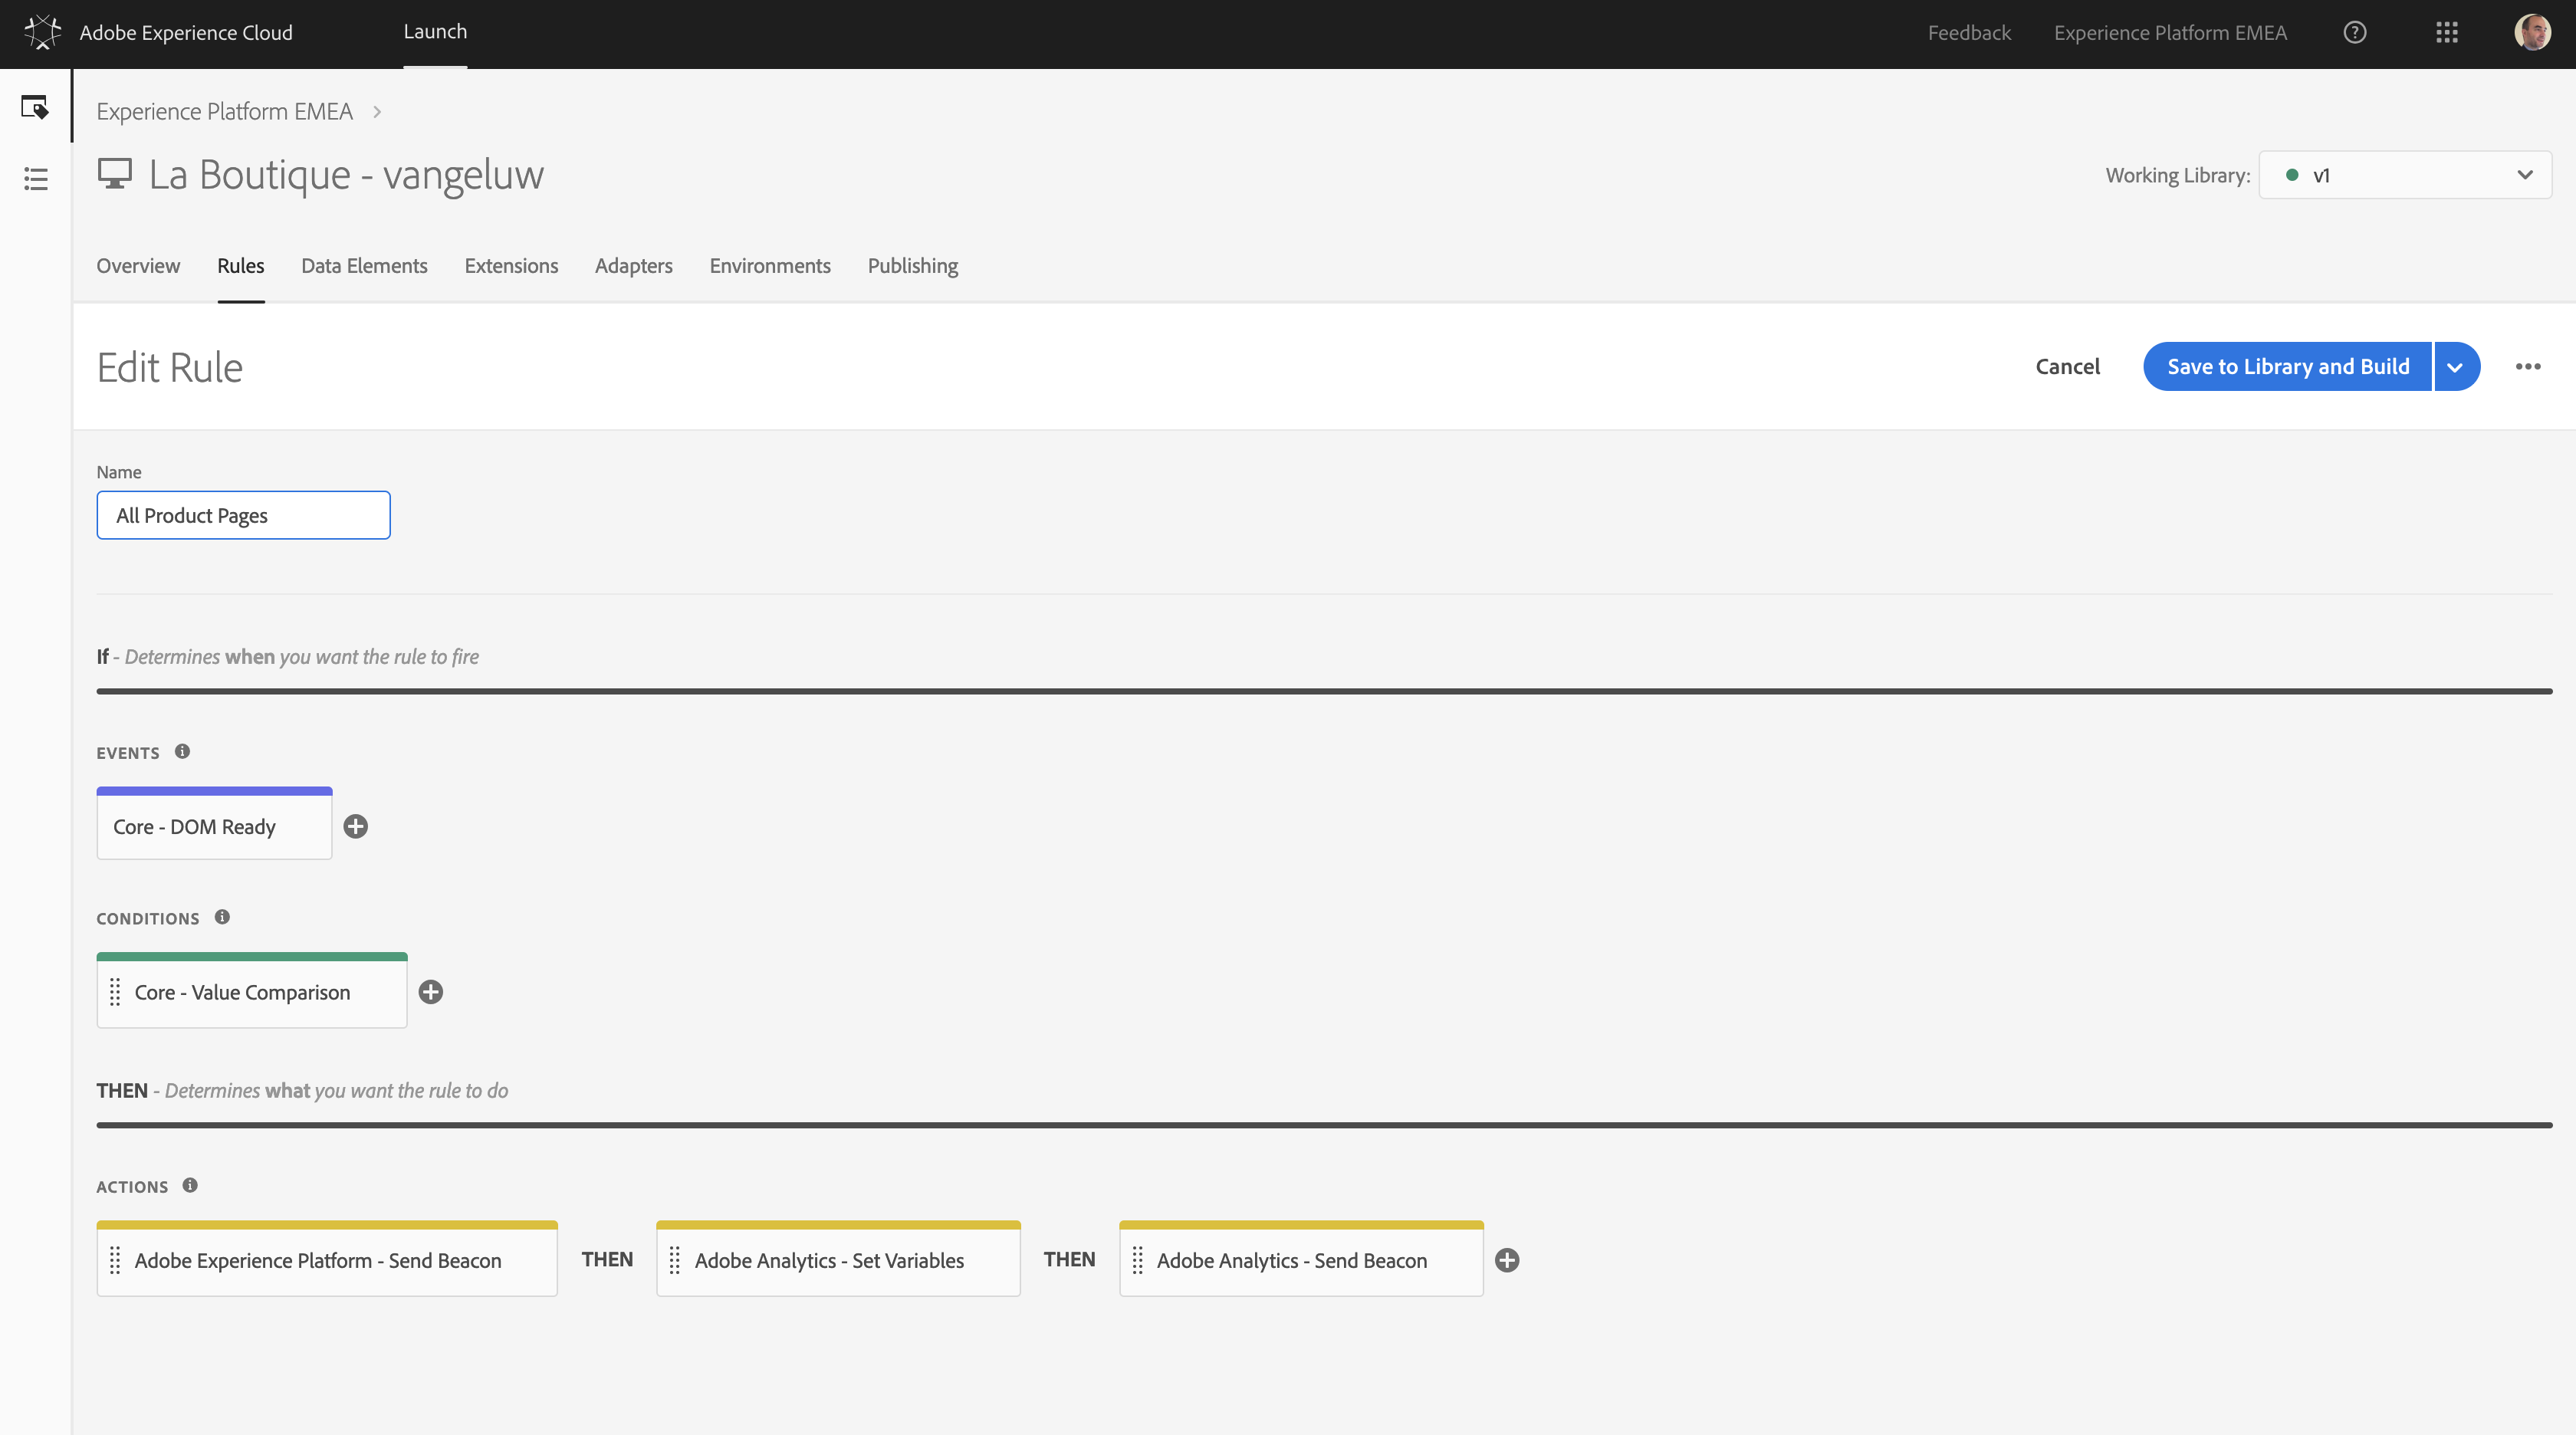 Adobe Experience Cloud
Launch
Feedback
Experience Platform EMEA
Experience Platform EMEA
La Boutique - vangeluw
Working Library:
v1
Overview
Rules
Data Elements
Extensions
Adapters
Environments
Publishing
Edit Rule
Cancel
Save to Library and Build
Name
All Product Pages
If - Determines when you want the rule to fire
EVENTS
Core - DOM Ready
CONDITIONS
Core - Value Comparison
THEN - Determines what you want the rule to do
ACTIONS
Adobe Experience Platform - Send Beacon
THEN
Adobe Analytics - Set Variables
THEN
Adobe Analytics - Send Beacon